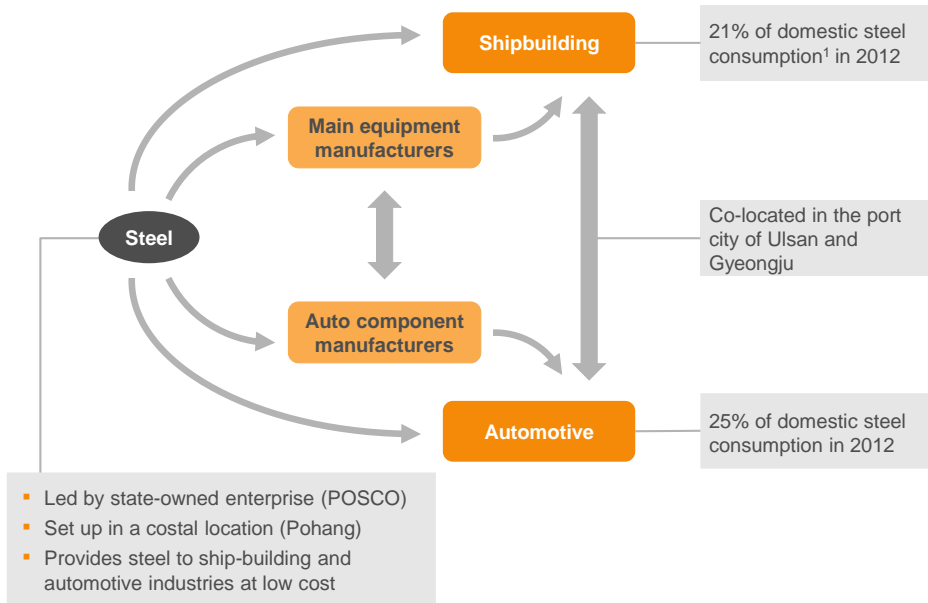 Shipbuilding
21% of domestic steel
consumption¹ in 2012
Main equipment
manufacturers
Steel
Co-located in the port
city of Ulsan and
Gyeongju
Auto component
manufacturers
Automotive
25% of domestic steel
consumption in 2012
▪ Led by state-owned enterprise (POSCO)
▪ Set up in a costal location (Pohang)
▪ Provides steel to ship-building and
automotive industries at low cost